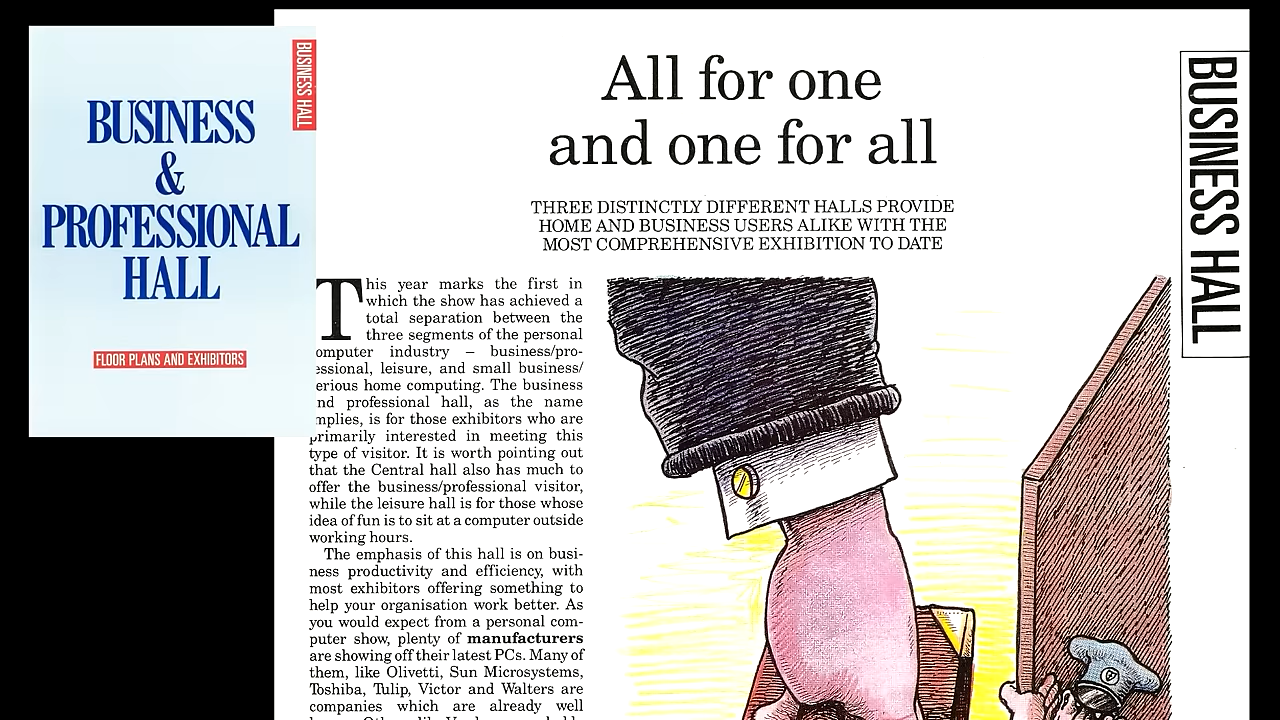 BUSINESS HALL
BUSINESS
&
PROFESSIONAL
HALL
FLOOR PLANS AND EXHIBITORS
All for one
and one for all
THREE DISTINCTLY DIFFERENT HALLS PROVIDE
HOME AND BUSINESS USERS ALIKE WITH THE
MOST COMPREHENSIVE EXHIBITION TO DATE
BUSINESS HALL
This year marks the first in
which the show has achieved a
total separation between the
three segments of the personal
omputer industry – business/pro-
essional, leisure, and small business/
erious home computing. The business
nd professional hall, as the name
mplies, is for those exhibitors who are
primarily interested in meeting this
type of visitor. It is worth pointing out
that the Central hall also has much to
offer the business/professional visitor,
while the leisure hall is for those whose
idea of fun is to sit at a computer outside
working hours.
The emphasis of this hall is on busi-
ness productivity and efficiency, with
most exhibitors offering something to
help your organisation work better. As
you would expect from a personal com-
puter show, plenty of manufacturers
are showing off their latest PCs. Many of
them, like Olivetti, Sun Microsystems,
Toshiba, Tulip, Victor and Walters are
companies which are already well